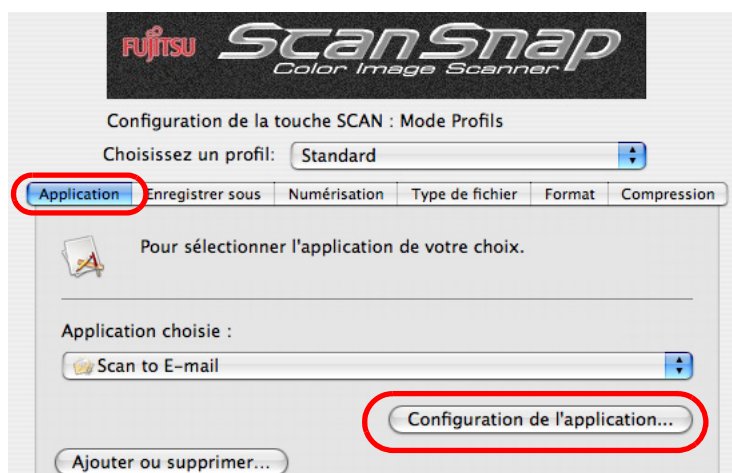 FUJITSU ScanSnap
Color Image Scanner
Configuration de la touche SCAN : Mode Profils
Choisissez un profil: Standard
Application Enregistrer sous Numérisation Type de fichier Format Compression
Pour sélectionner l'application de votre choix.
Application choisie :
Scan to E-mail
Configuration de l'application...
Ajouter ou supprimer...